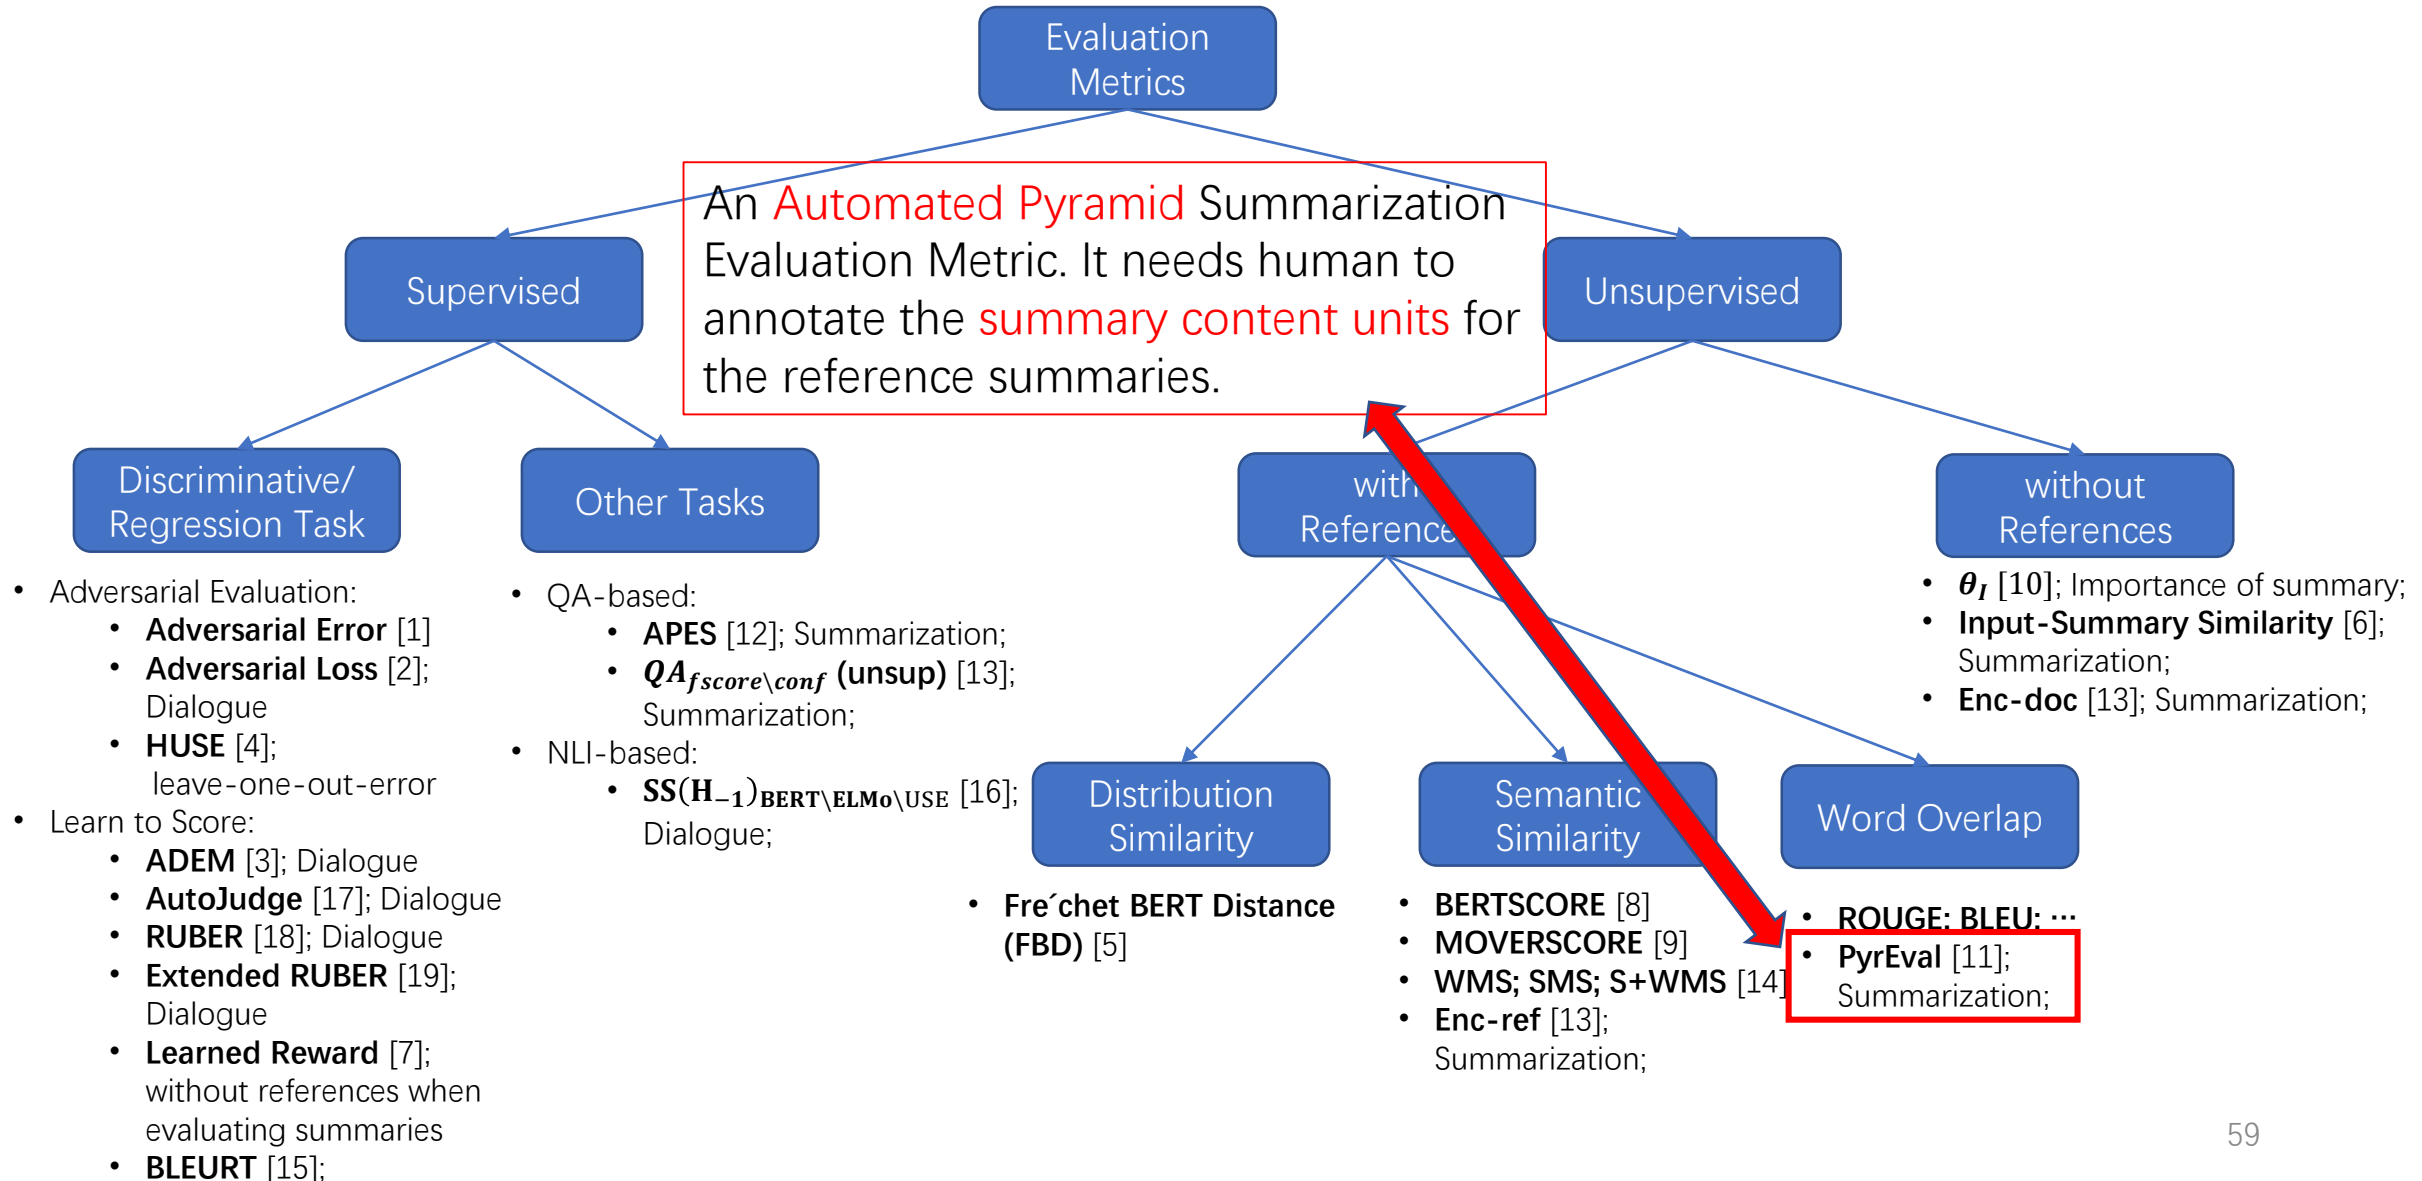 Evaluation
Metrics
An Automated Pyramid Summarization
Evaluation Metric. It needs human to
annotate the summary content units for
the reference summaries.
Supervised
Unsupervised
Discriminative/
Regression Task
Other Tasks
with
Reference
without
References
• Adversarial Evaluation:
• Adversarial Error [1]
• Adversarial Loss [2];
Dialogue
• HUSE [4];
leave-one-out-error
• Learn to Score:
• ADEM [3]; Dialogue
• AutoJudge [17]; Dialogue
• RUBER [18]; Dialogue
• Extended RUBER [19];
Dialogue
• Learned Reward [7];
without references when
evaluating summaries
• BLEURT [15];
• QA-based:
• APES [12]; Summarization;
• QA_{fscore\conf} (unsup) [13];
Summarization;
• NLI-based:
• SS(H_{−1})_{BERT\ELMo\USE} [16];
Dialogue;
• θ_I [10]; Importance of summary;
• Input-Summary Similarity [6];
Summarization;
• Enc-doc [13]; Summarization;
Distribution
Similarity
Semantic
Similarity
Word Overlap
• Fre´chet BERT Distance
(FBD) [5]
• BERTSCORE [8]
• MOVERSCORE [9]
• WMS; SMS; S+WMS [14]
• Enc-ref [13];
Summarization;
• ROUGE; BLEU; ···
• PyrEval [11];
Summarization;
59